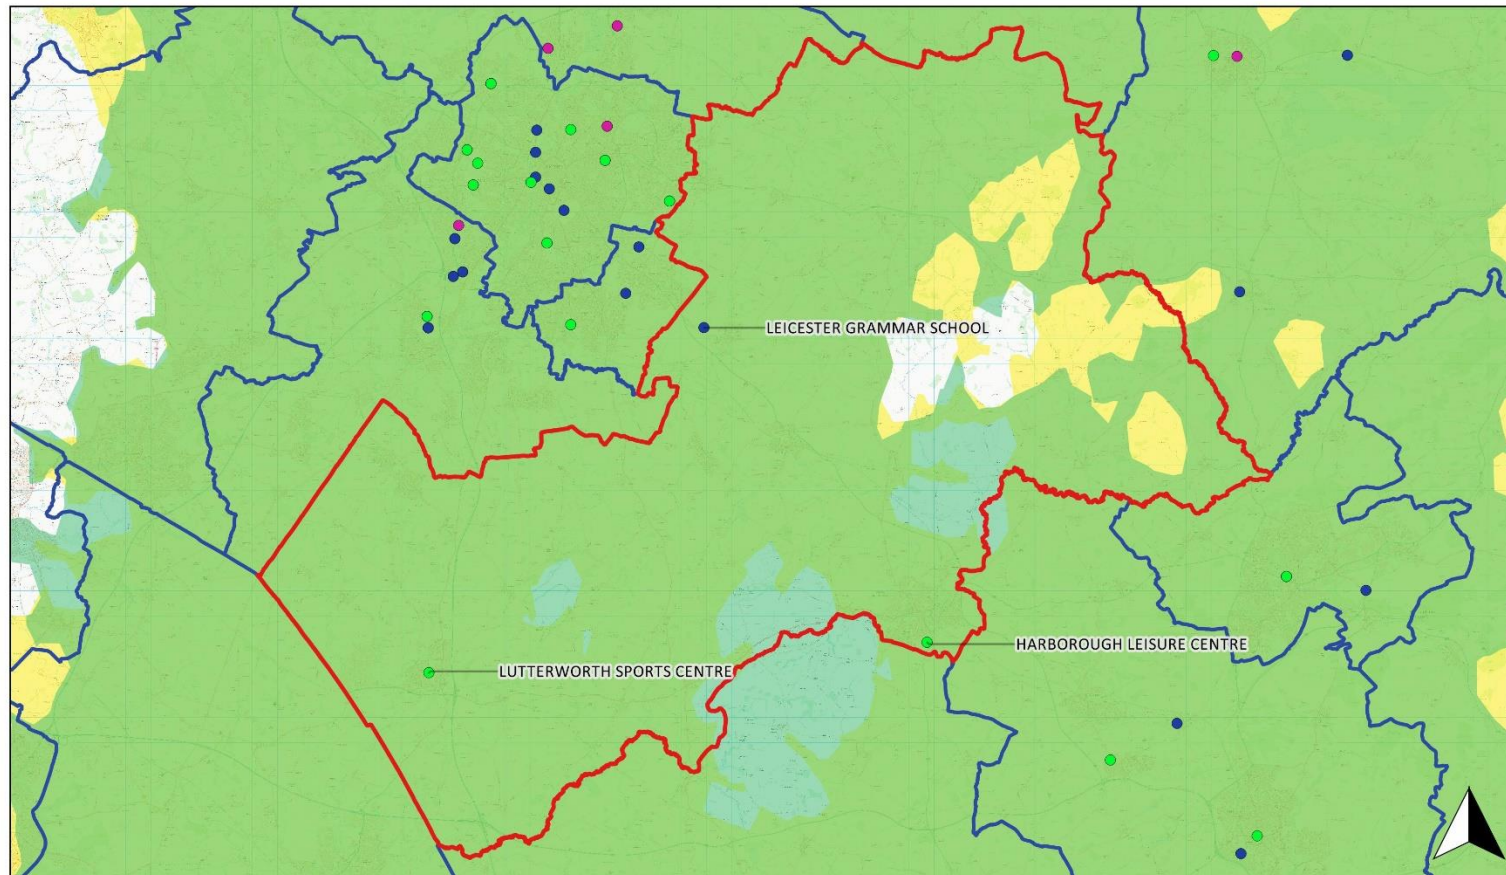 LEICESTER GRAMMAR SCHOOL
HARBOROUGH LEISURE CENTRE
LUTTERWORTH SPORTS CENTRE